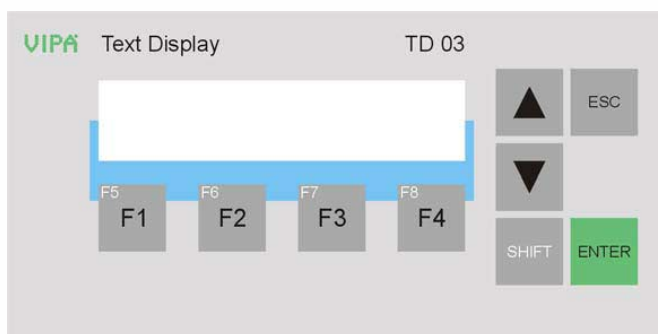 VIPA Text Display TD 03
ESC
F5 F6 F7 F8
F1 F2 F3 F4
SHIFT ENTER